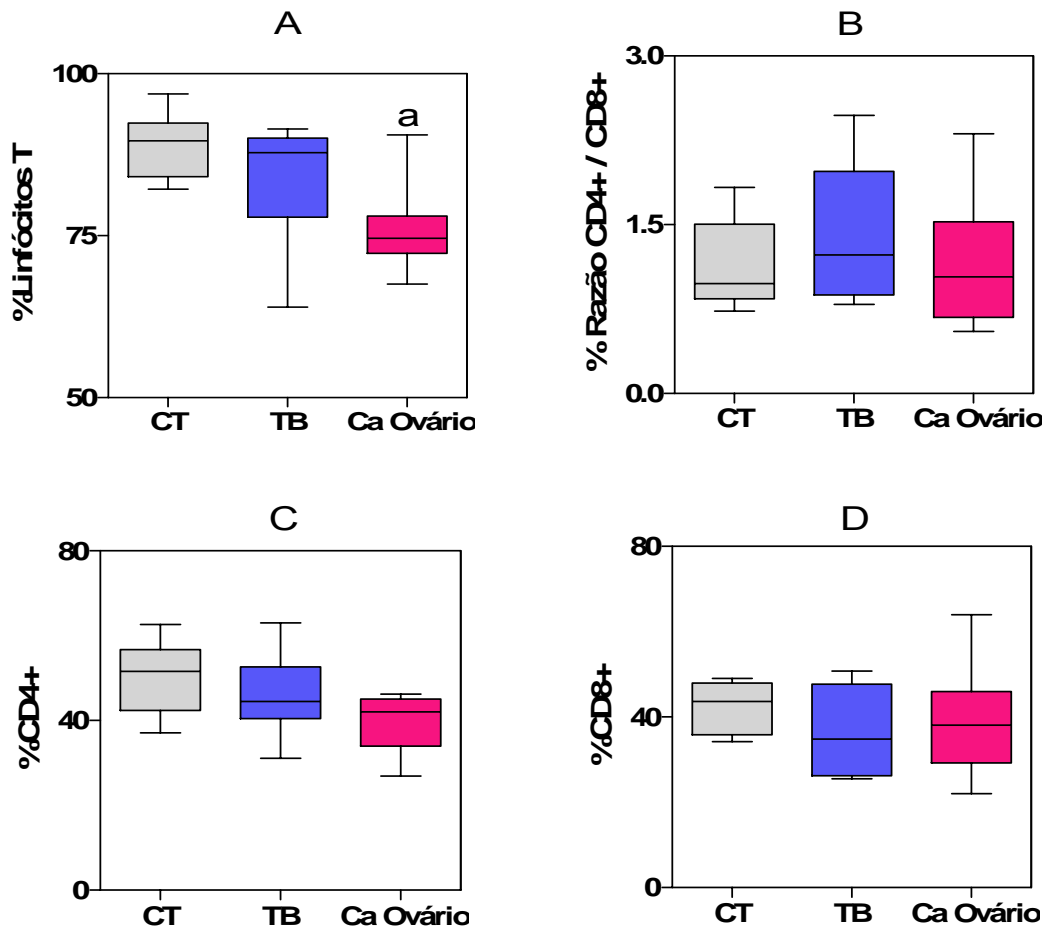 A
%Linfócitos T
100
75
50
a
CT TB Ca Ovário
B
% Razão CD4+ / CD8+
3.0
1.5
0.0
CT TB Ca Ovário
C
%CD4+
80
40
0
CT TB Ca Ovário
D
%CD8+
80
40
0
CT TB Ca Ovário